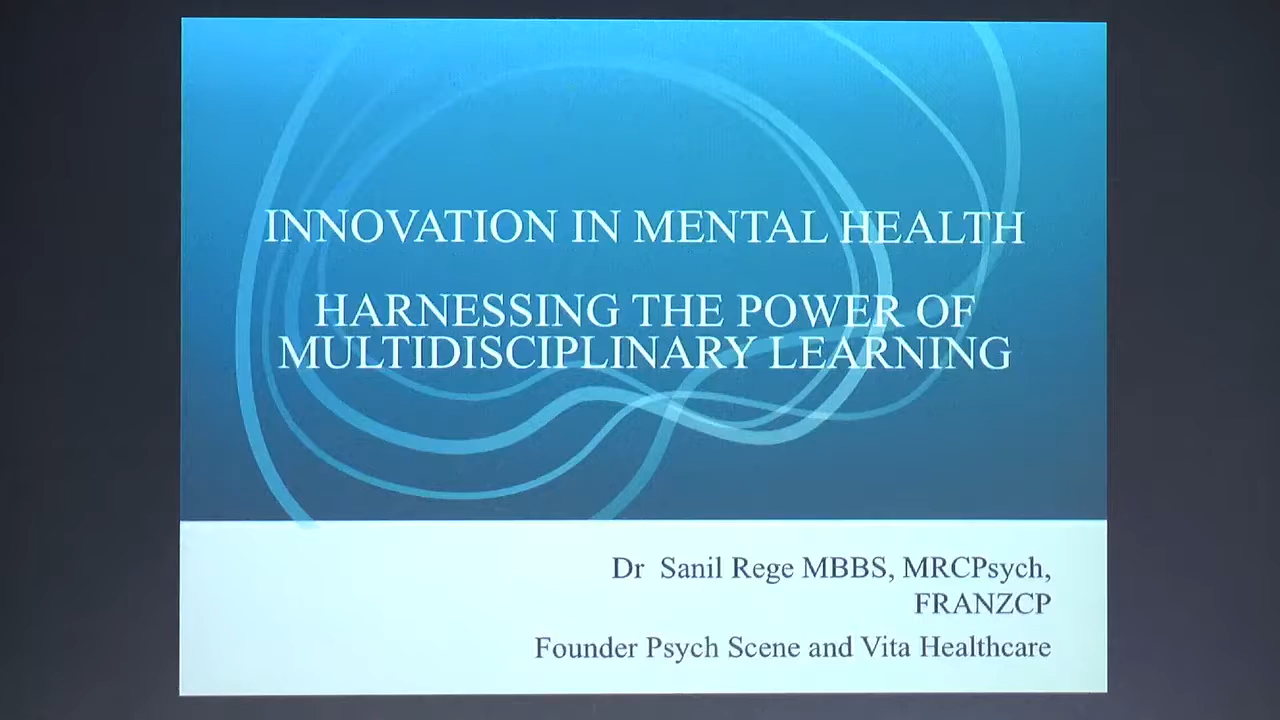 INNOVATION IN MENTAL HEALTH
HARNESSING THE POWER OF
MULTIDISCIPLINARY LEARNING
Dr Sanil Rege MBBS, MRCPsych,
FRANZCP
Founder Psych Scene and Vita Healthcare